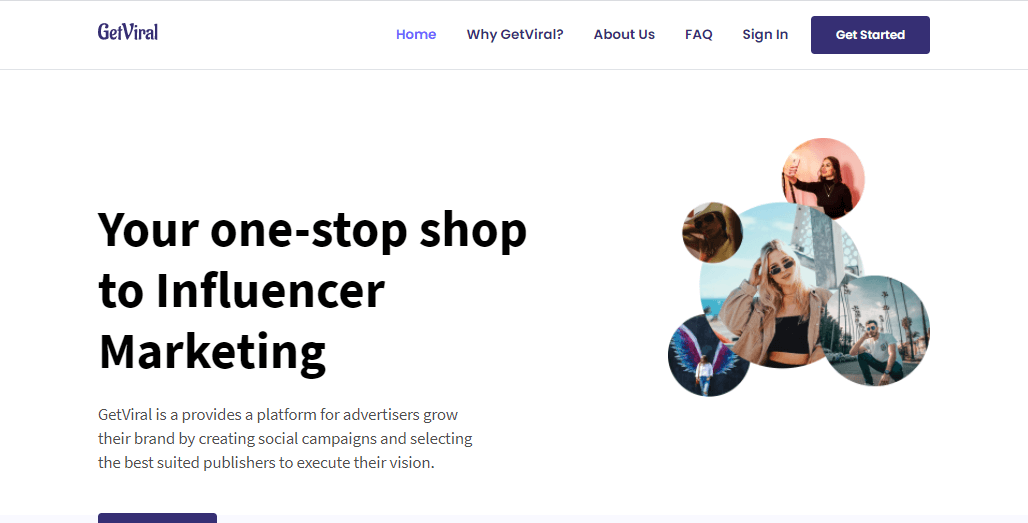 GetViral
Home
Why GetViral?
About Us
FAQ
Sign In
Get Started
Your one-stop shop
to Influencer
Marketing
GetViral is a provides a platform for advertisers grow
their brand by creating social campaigns and selecting
the best suited publishers to execute their vision.